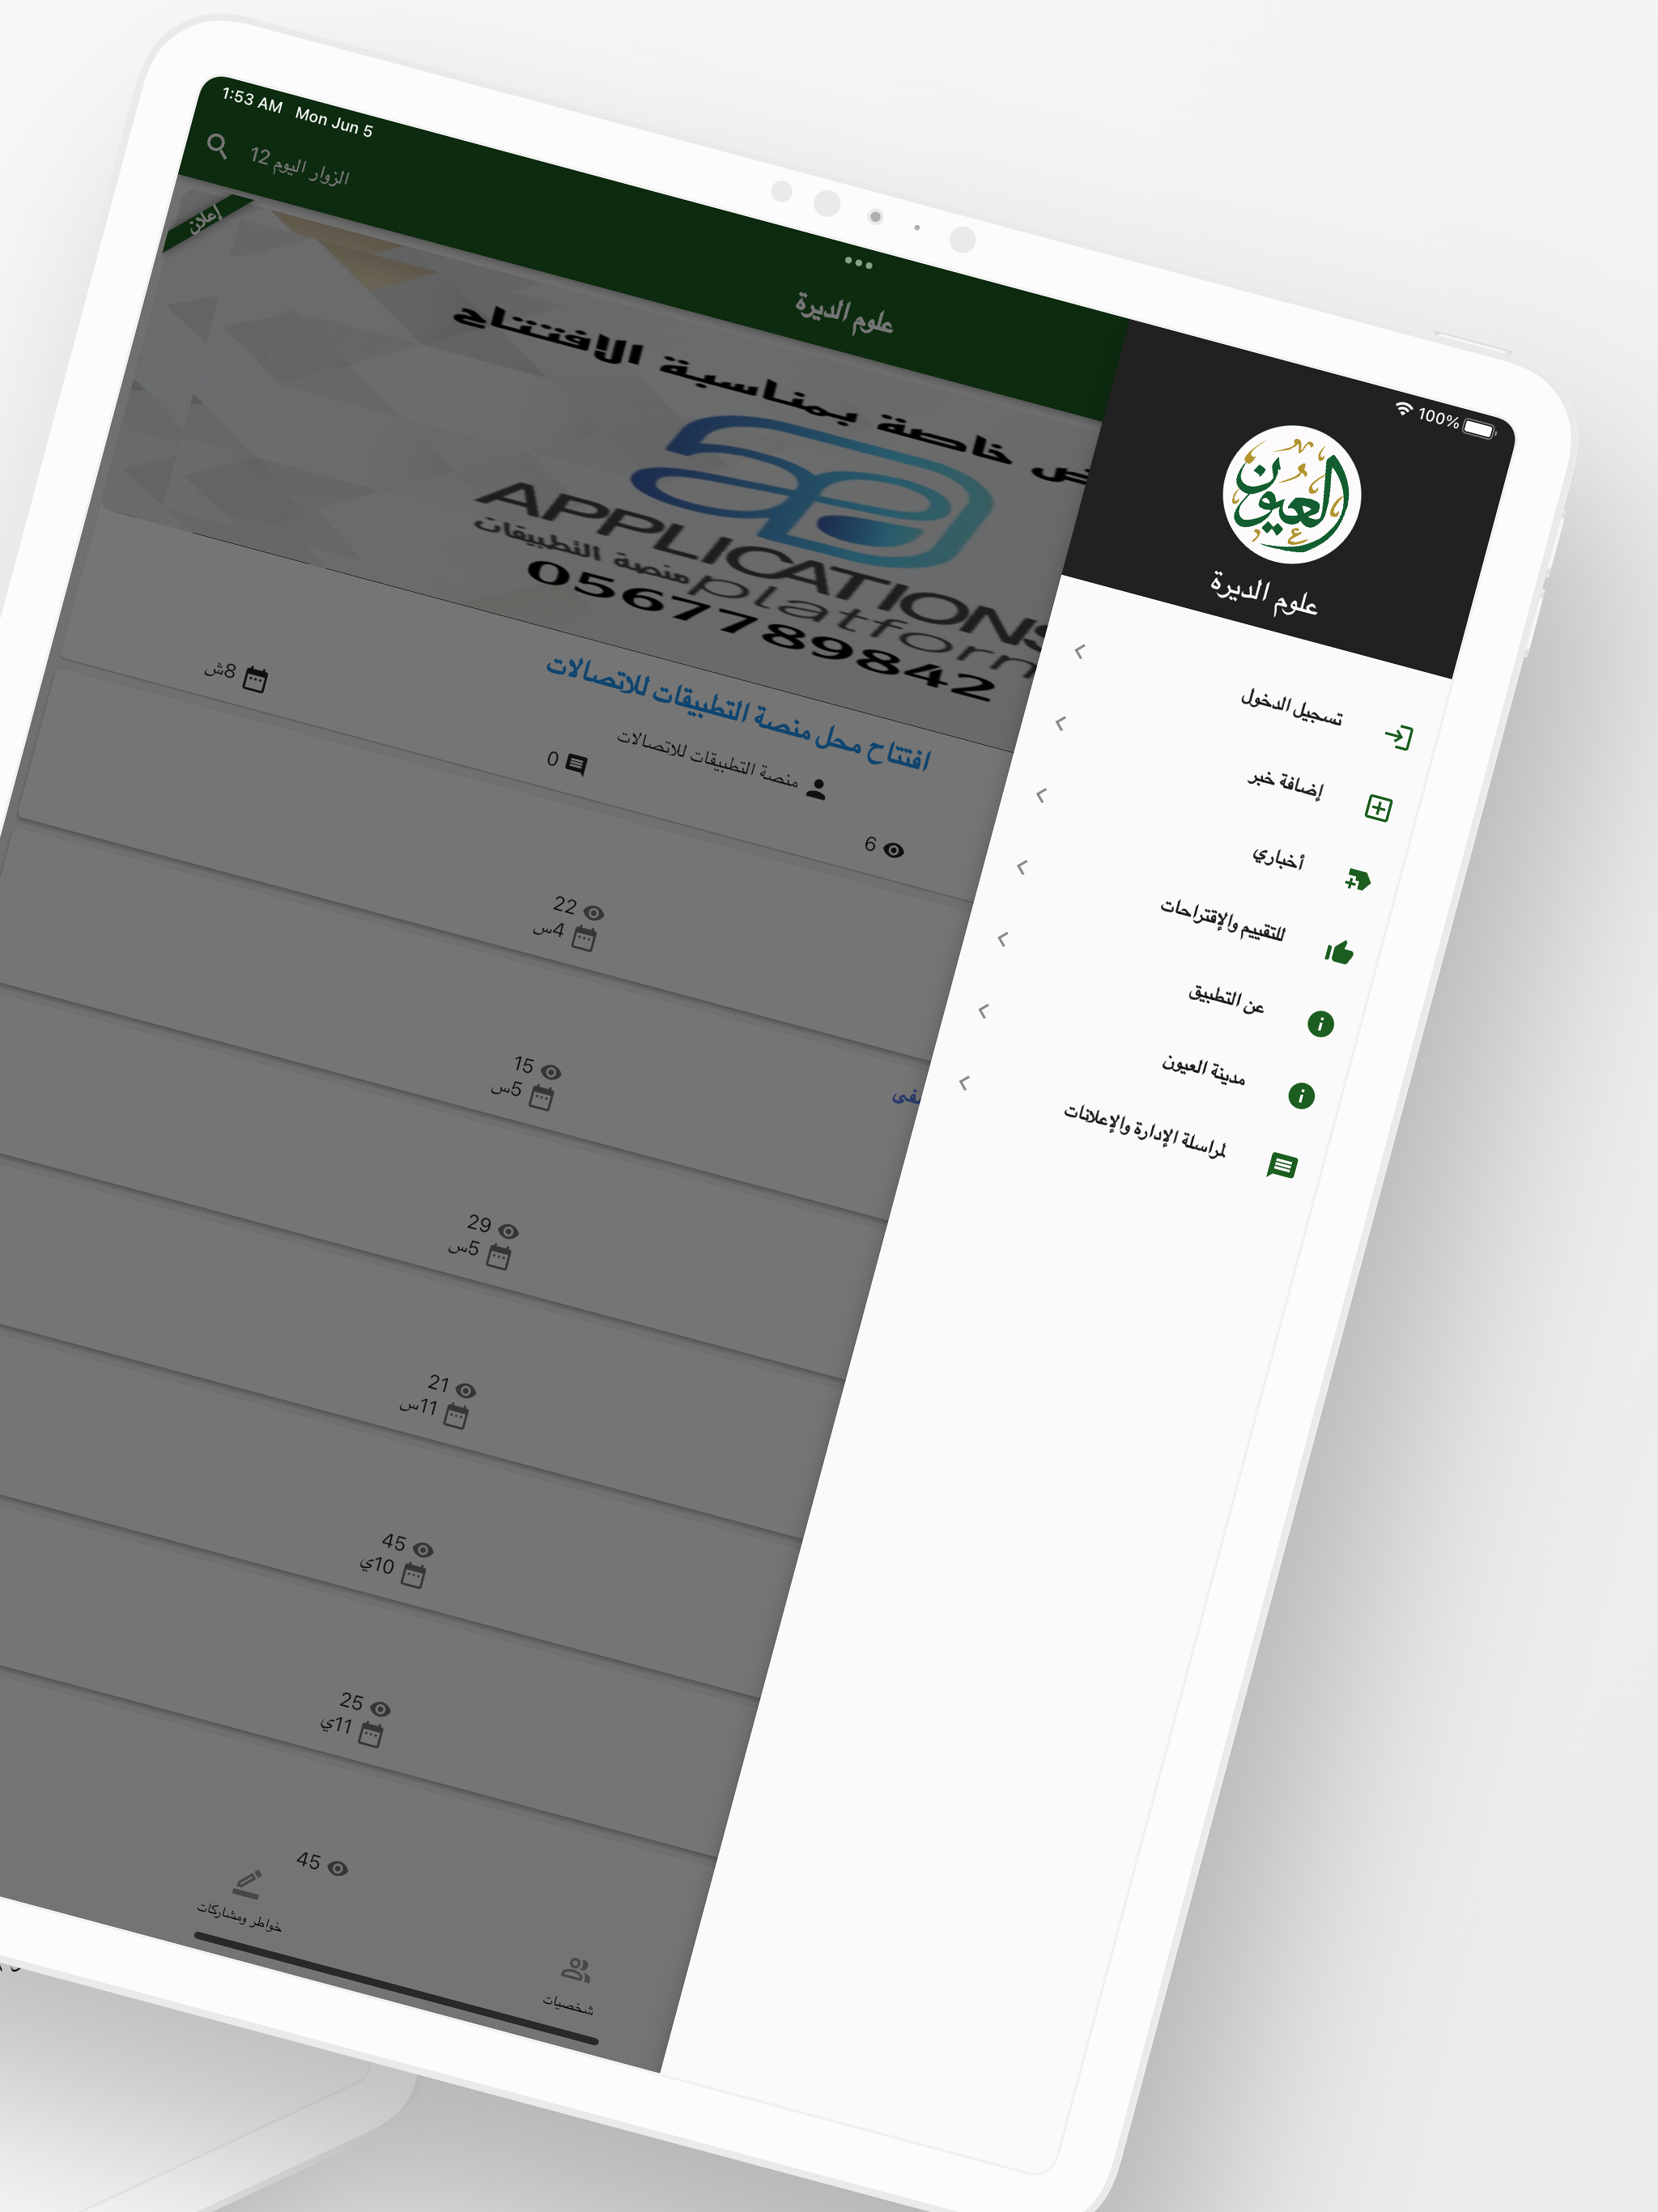 1:53 AM Mon Jun 5
100%
الزوار اليوم 12
علوم الديرة
إعلان
خاصة بمناسبة الإفتتاح
APPLICATIONS
منصة التطبيقات
platform
0567789842
افتتاح محل منصة التطبيقات للاتصالات
منصة التطبيقات للاتصالات
6
0
8ش
22
4س
15
5س
29
5س
21
11س
45
10ي
25
11ي
45
شخصيات
خواطر ومشاركات
العيون
علوم الديرة
تسجيل الدخول
إضافة خبر
أخباري
للتقييم والإقتراحات
عن التطبيق
مدينة العيون
لمراسلة الإدارة والإعلانات